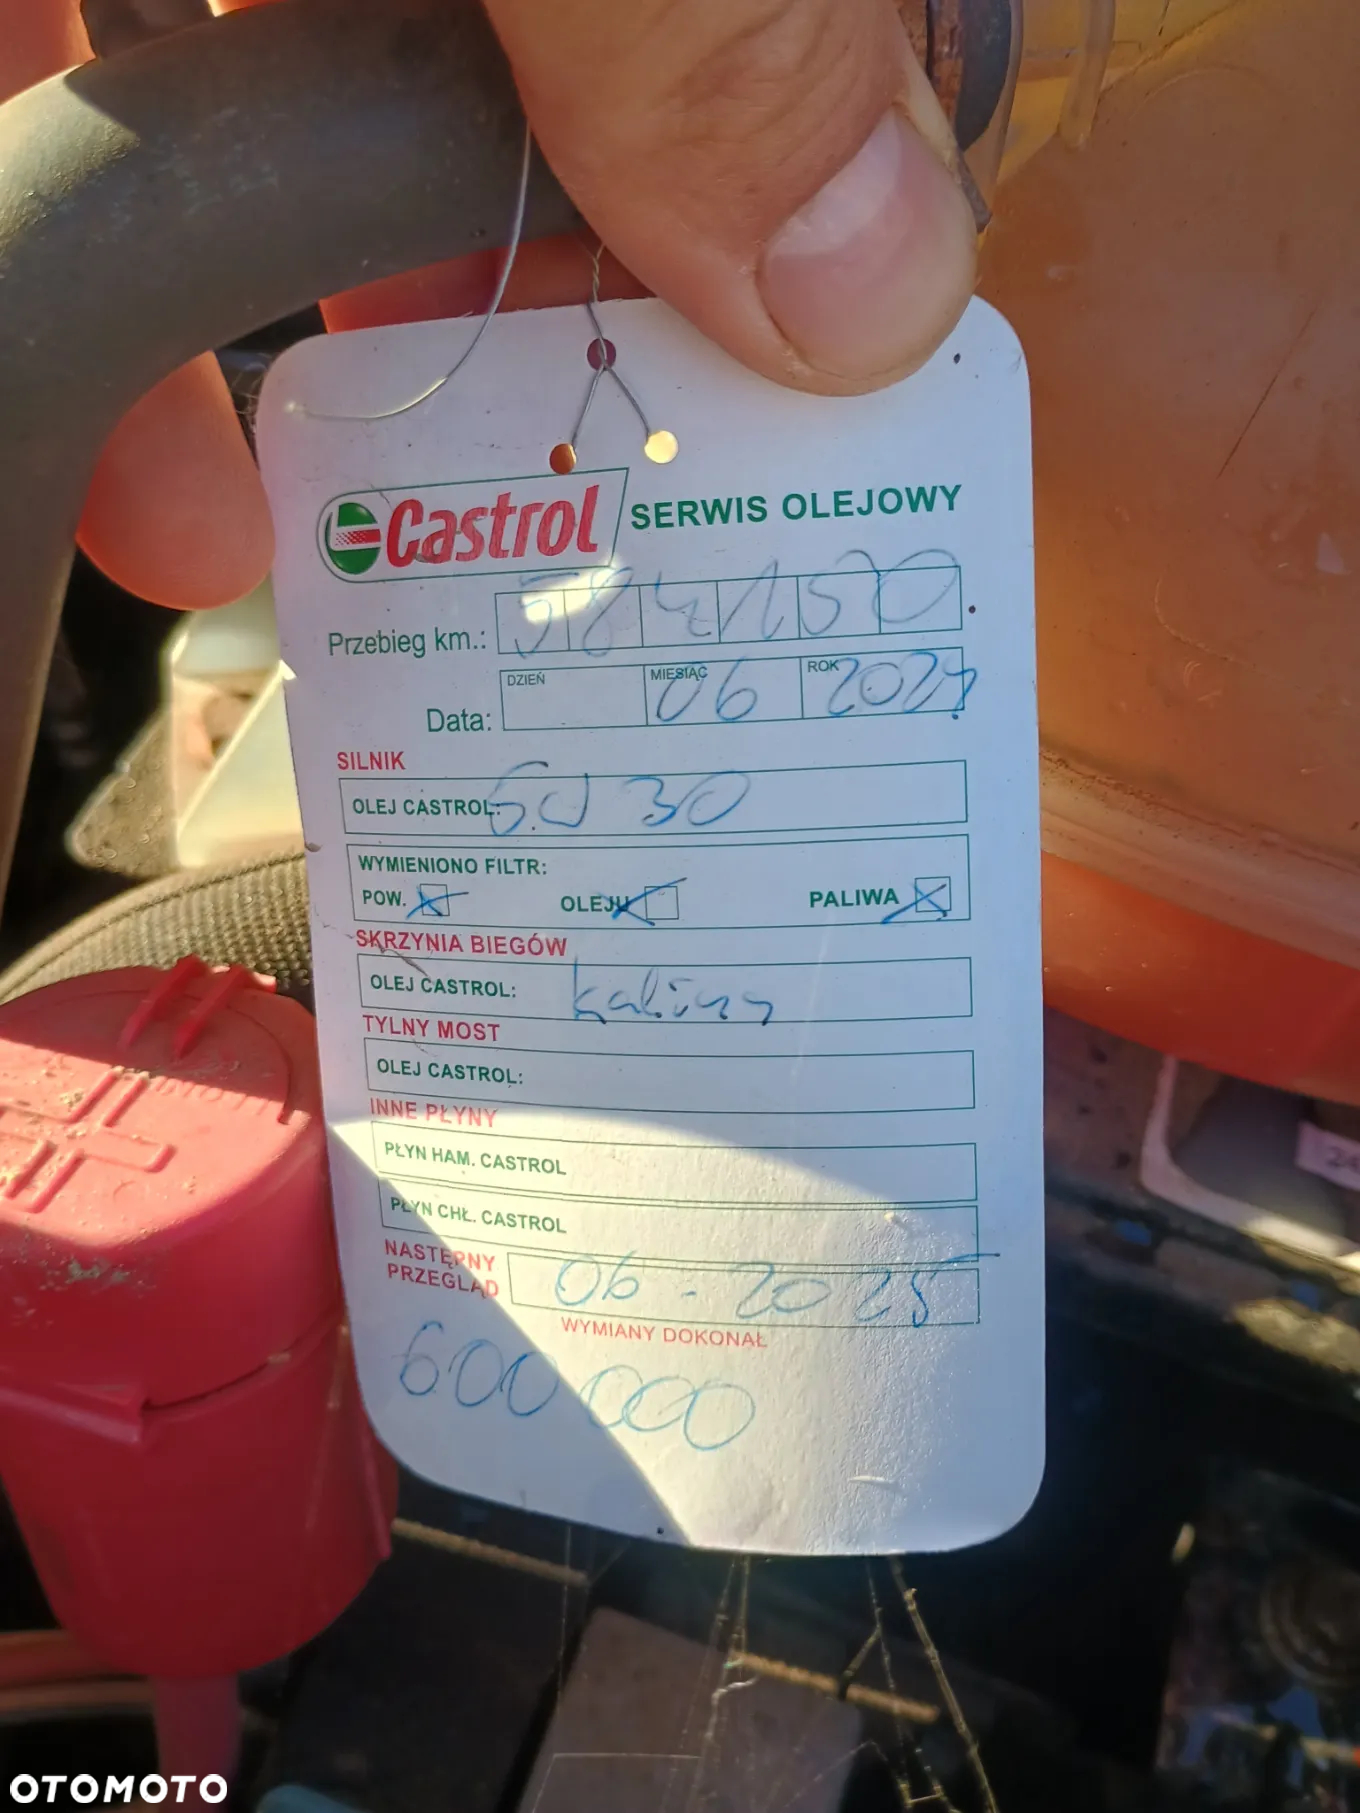 Castrol SERWIS OLEJOWY
Przebieg km.: 584150
DZIEŃ MIESIĄC ROK
Data: 06 2024
SILNIK
OLEJ CASTROL: 5W30
WYMIENIONO FILTR:
POW. OLEJU PALIWA
SKRZYNIA BIEGÓW
OLEJ CASTROL:
TYLNY MOST
OLEJ CASTROL:
INNE PŁYNY
PŁYN HAM. CASTROL
PŁYN CHŁ. CASTROL
NASTĘPNY
PRZEGLĄD 06 - 2025
WYMIANY DOKONAŁ
600000
OTOMOTO